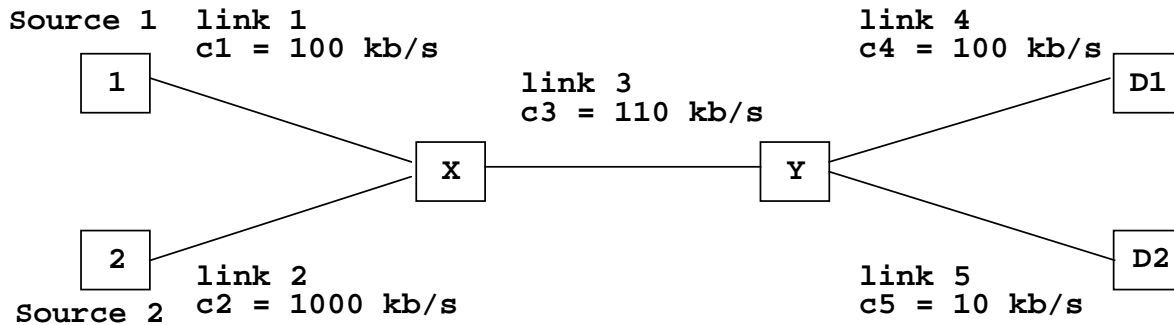 Source 1
link 1
c1 = 100 kb/s
1
link 3
c3 = 110 kb/s
link 4
c4 = 100 kb/s
D1
X
Y
2
Source 2
link 2
c2 = 1000 kb/s
link 5
c5 = 10 kb/s
D2